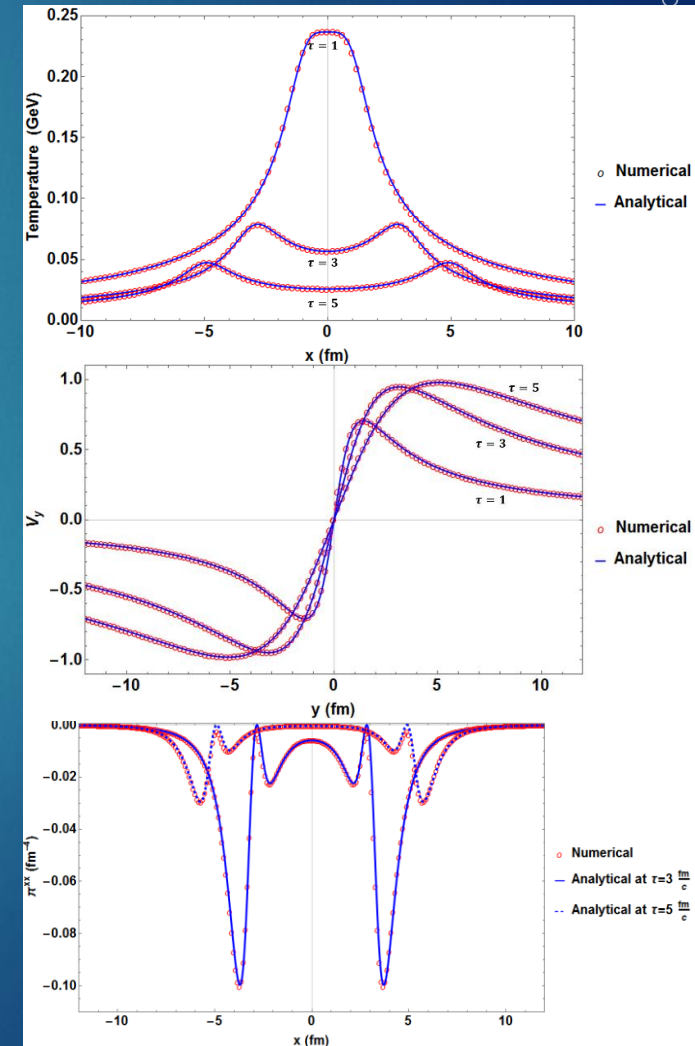 0.25
0.20
0.15
0.10
0.05
0.00
Temperature (GeV)
τ = 1
τ = 3
τ = 5
−10
−5
0
5
10
x (fm)
o Numerical
– Analytical
1.0
0.5
0.0
−0.5
−1.0
V_y
τ = 5
τ = 3
τ = 1
−10
−5
0
5
10
y (fm)
o Numerical
– Analytical
0.00
−0.02
−0.04
−0.06
−0.08
−0.10
π^xx (fm⁻⁴)
−10
−5
0
5
10
x (fm)
o Numerical
– Analytical at τ=3 fm/c
-- Analytical at τ=5 fm/c